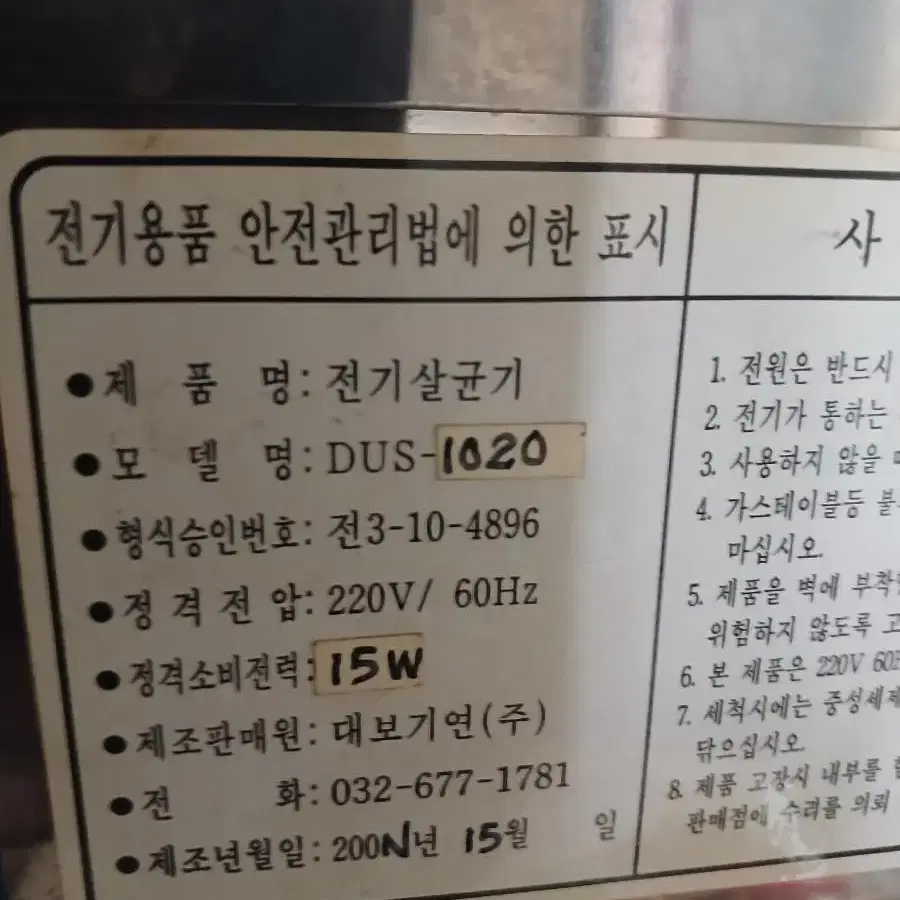 전기용품 안전관리법에 의한 표시
● 제 품 명: 전기살균기
● 모 델 명: DUS-1020
● 형식승인번호: 전3-10-4896
● 정 격 전 압: 220V/ 60Hz
● 정격소비전력: 15W
● 제조판매원: 대보기연(주)
● 전 화: 032-677-1781
● 제조년월일: 200N년 15월 일
사
1. 전원은 반드시
2. 전기가 통하는
3. 사용하지 않을
4. 가스테이블등
마십시오.
5. 제품을 벽에
위험하지 않도록
6. 본 제품은 220V
7. 세척시에는
닦으십시오.
8. 제품 고장시 내부를
판매점에 수리를 의뢰